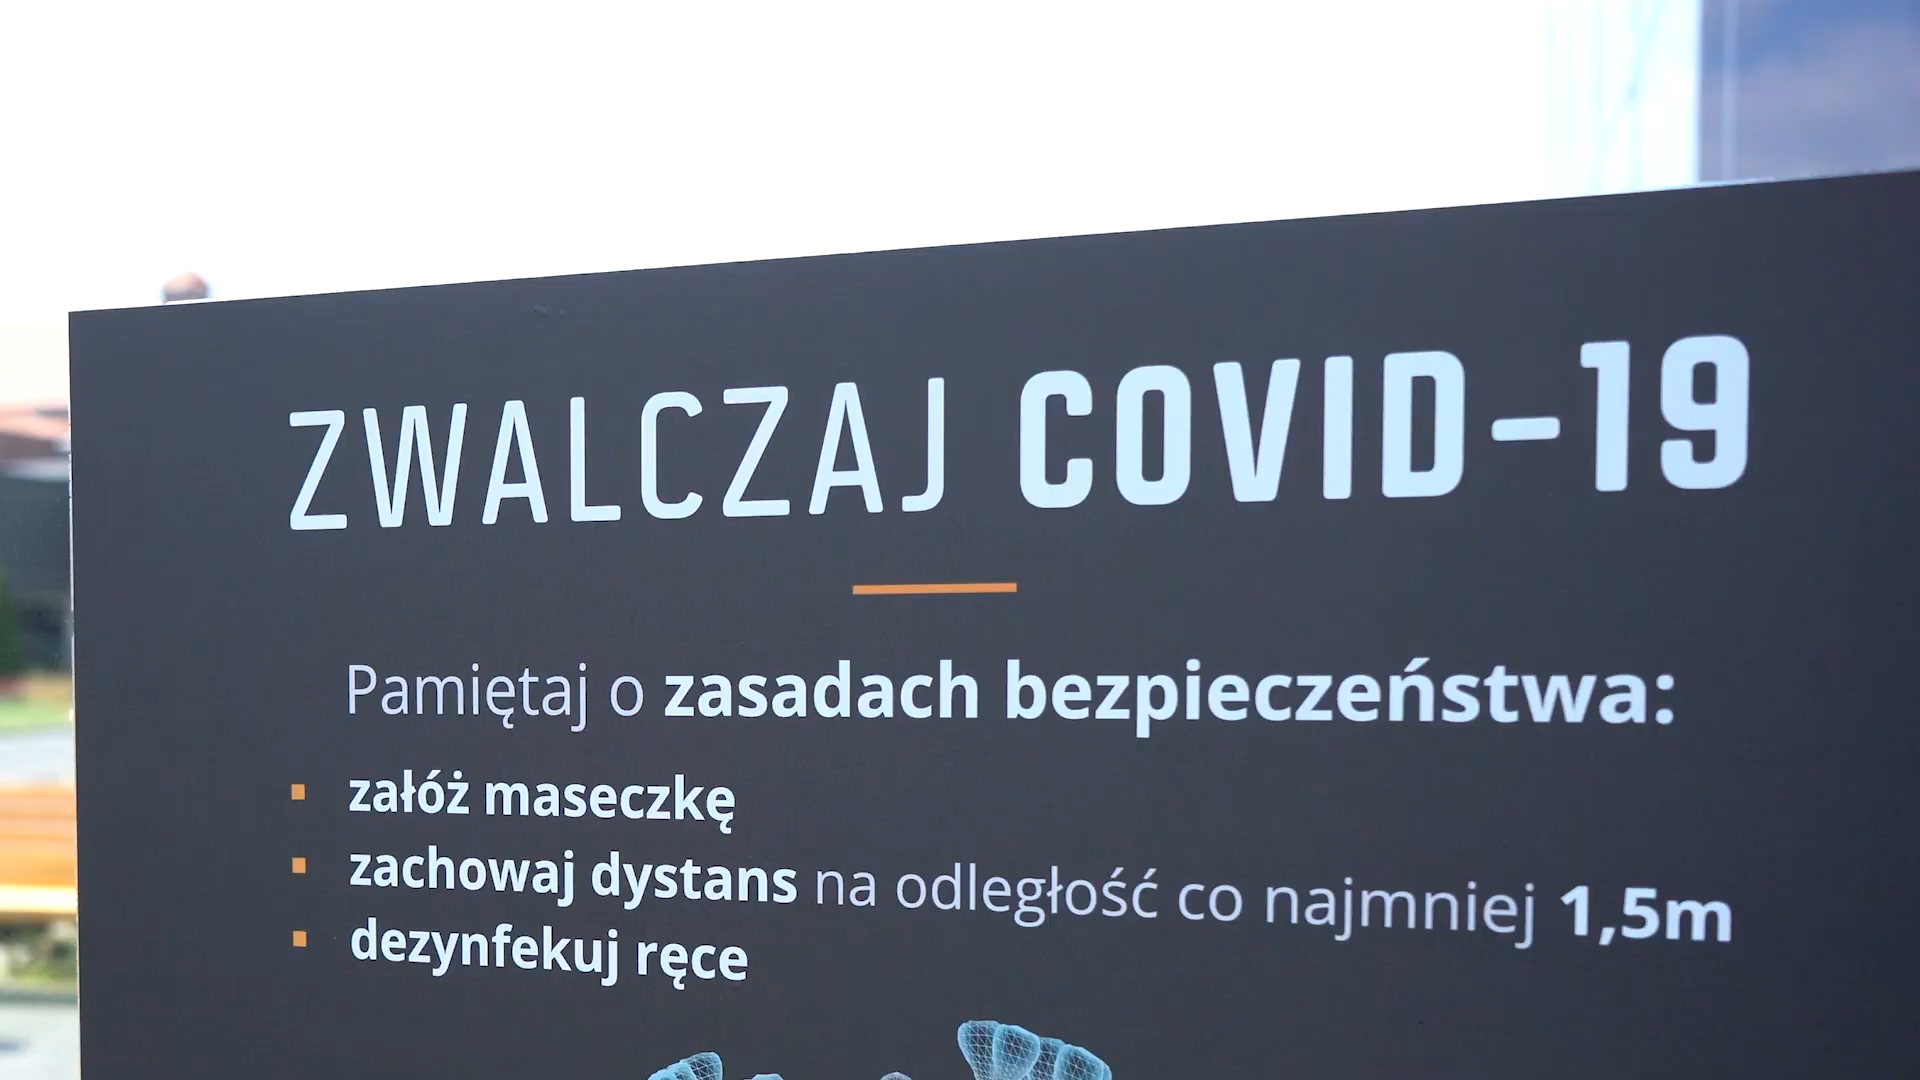 ZWALCZAJ COVID-19
Pamiętaj o zasadach bezpieczeństwa:
załóż maseczkę
zachowaj dystans na odległość co najmniej 1,5m
dezynfekuj ręce